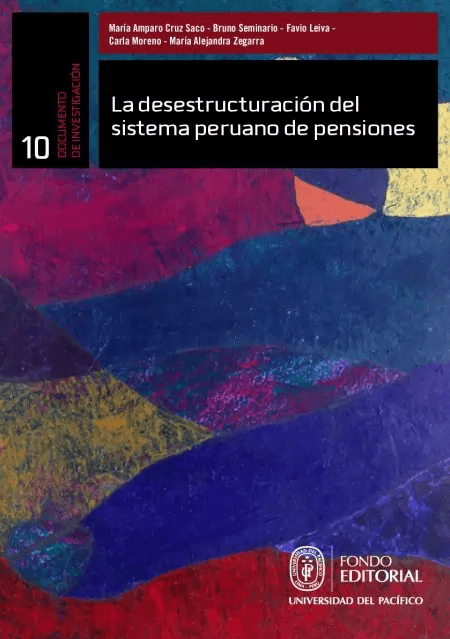 María Amparo Cruz Saco - Bruno Seminario - Favio Leiva -
Carla Moreno - María Alejandra Zegarra
10
DOCUMENTO
DE INVESTIGACIÓN
La desestructuración del
sistema peruano de pensiones
FONDO
EDITORIAL
UNIVERSIDAD DEL PACÍFICO